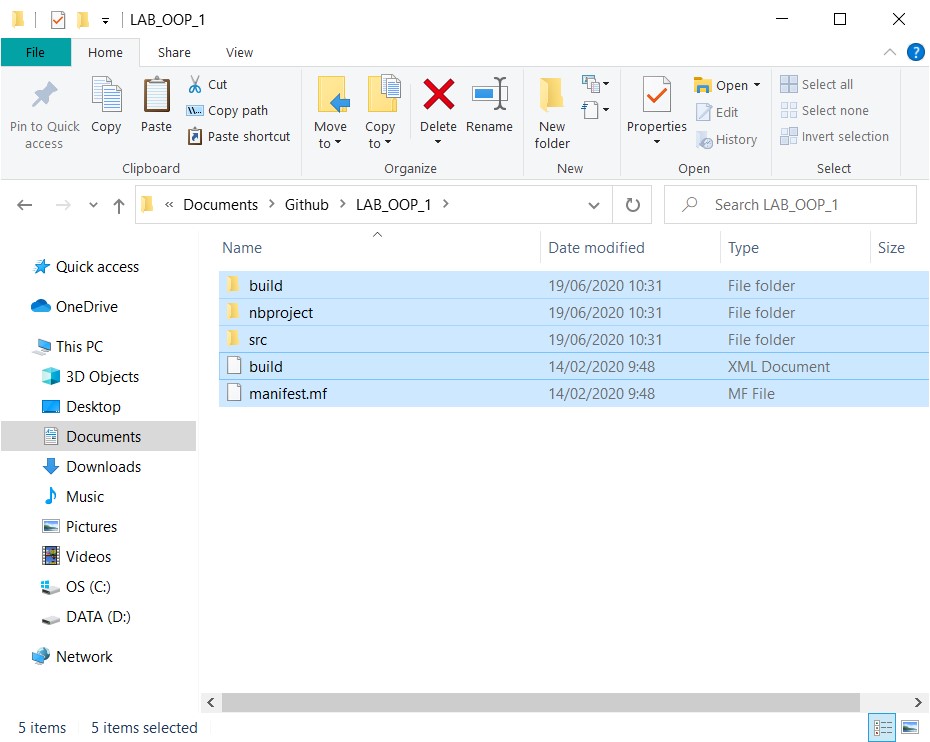 LAB_OOP_1
File Home Share View
Pin to Quick access
Copy
Paste
Cut
Copy path
Paste shortcut
Clipboard
Move to
Copy to
Delete
Rename
Organize
New folder
New
Properties
Open
Edit
History
Open
Select all
Select none
Invert selection
Select
« Documents > Github > LAB_OOP_1 >
Search LAB_OOP_1
Quick access
OneDrive
This PC
3D Objects
Desktop
Documents
Downloads
Music
Pictures
Videos
OS (C:)
DATA (D:)
Network
Name Date modified Type Size
build 19/06/2020 10:31 File folder
nbproject 19/06/2020 10:31 File folder
src 19/06/2020 10:31 File folder
build 14/02/2020 9:48 XML Document
manifest.mf 14/02/2020 9:48 MF File
5 items 5 items selected